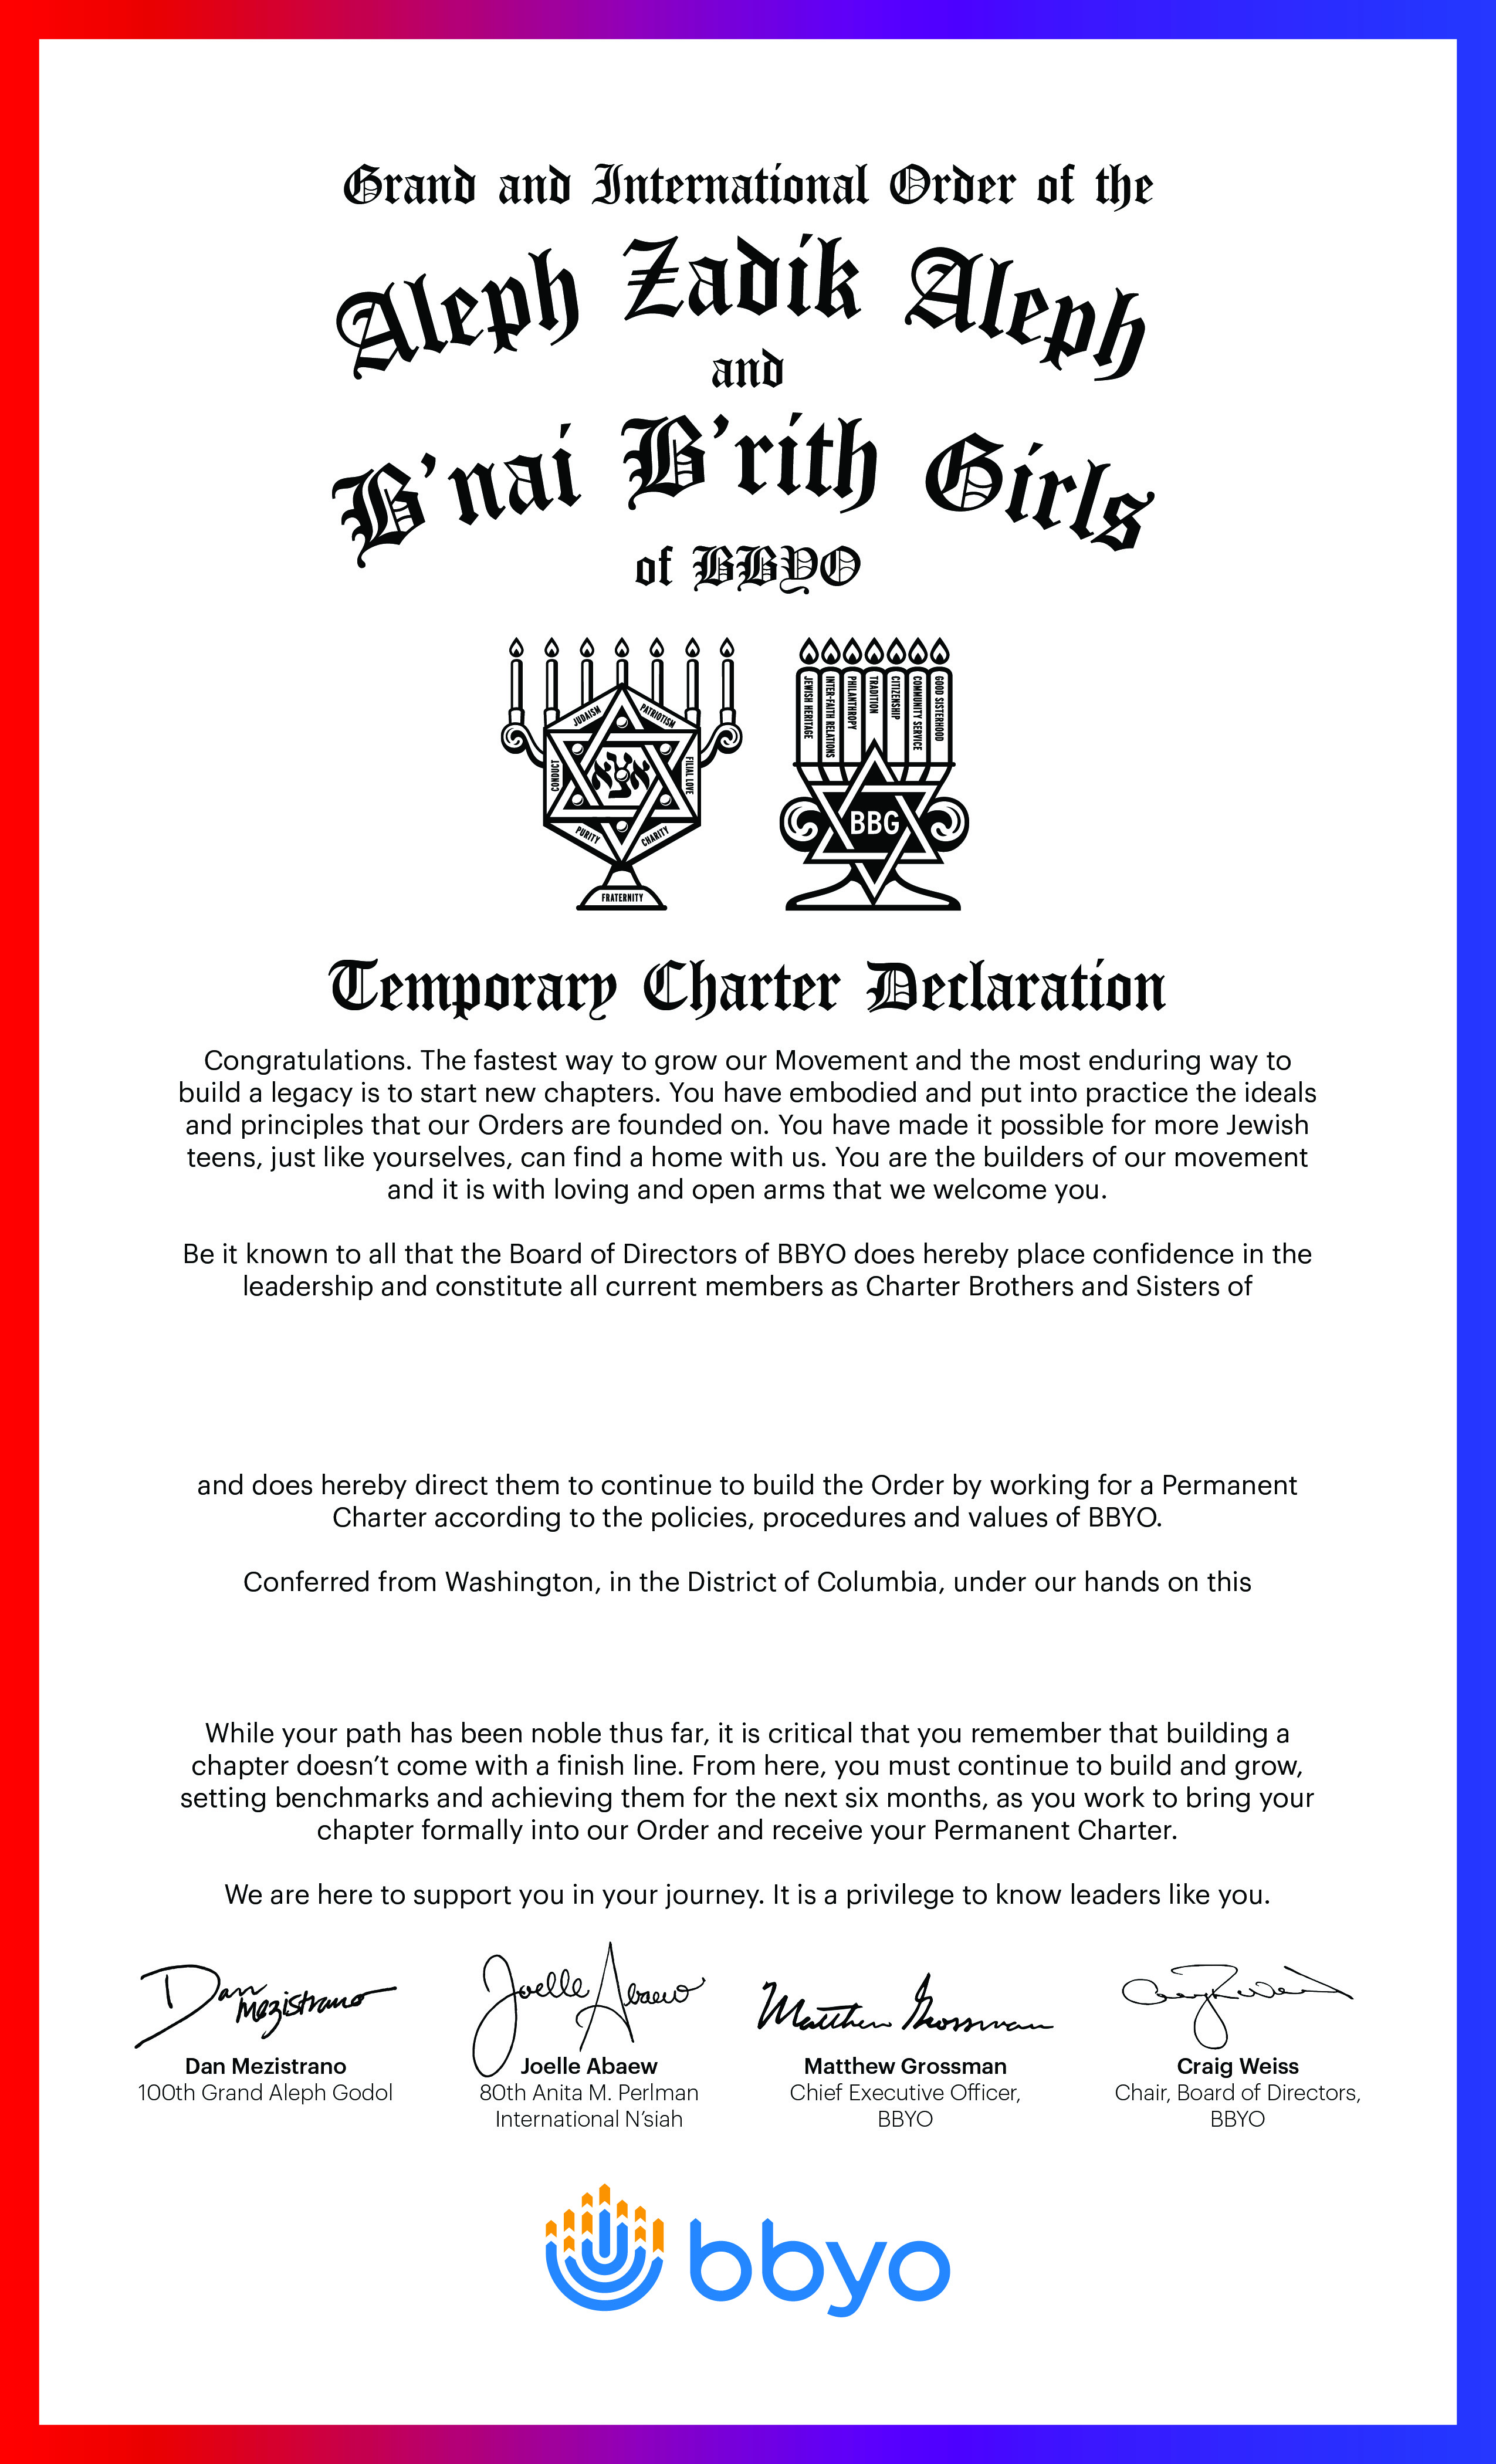 Grand and International Order of the
Aleph Zadik Aleph
and
B’nai B’rith Girls
of BBYO
JUDAISM
PATRIOTISM
CONDUCT
אצא
FILIAL LOVE
PURITY
CHARITY
FRATERNITY
JEWISH HERITAGE
INTER-FAITH RELATIONS
PHILANTHROPY
TRADITION
CITIZENSHIP
COMMUNITY SERVICE
GOOD SISTERHOOD
BBG
Temporary Charter Declaration
Congratulations. The fastest way to grow our Movement and the most enduring way to
build a legacy is to start new chapters. You have embodied and put into practice the ideals
and principles that our Orders are founded on. You have made it possible for more Jewish
teens, just like yourselves, can find a home with us. You are the builders of our movement
and it is with loving and open arms that we welcome you.
Be it known to all that the Board of Directors of BBYO does hereby place confidence in the
leadership and constitute all current members as Charter Brothers and Sisters of
and does hereby direct them to continue to build the Order by working for a Permanent
Charter according to the policies, procedures and values of BBYO.
Conferred from Washington, in the District of Columbia, under our hands on this
While your path has been noble thus far, it is critical that you remember that building a
chapter doesn’t come with a finish line. From here, you must continue to build and grow,
setting benchmarks and achieving them for the next six months, as you work to bring your
chapter formally into our Order and receive your Permanent Charter.
We are here to support you in your journey. It is a privilege to know leaders like you.
Dan Mezistrano
Joelle Abaew
Matthew Grossman
Craig Weiss
Dan Mezistrano
100th Grand Aleph Godol
Joelle Abaew
80th Anita M. Perlman
International N’siah
Matthew Grossman
Chief Executive Officer,
BBYO
Craig Weiss
Chair, Board of Directors,
BBYO
bbyo